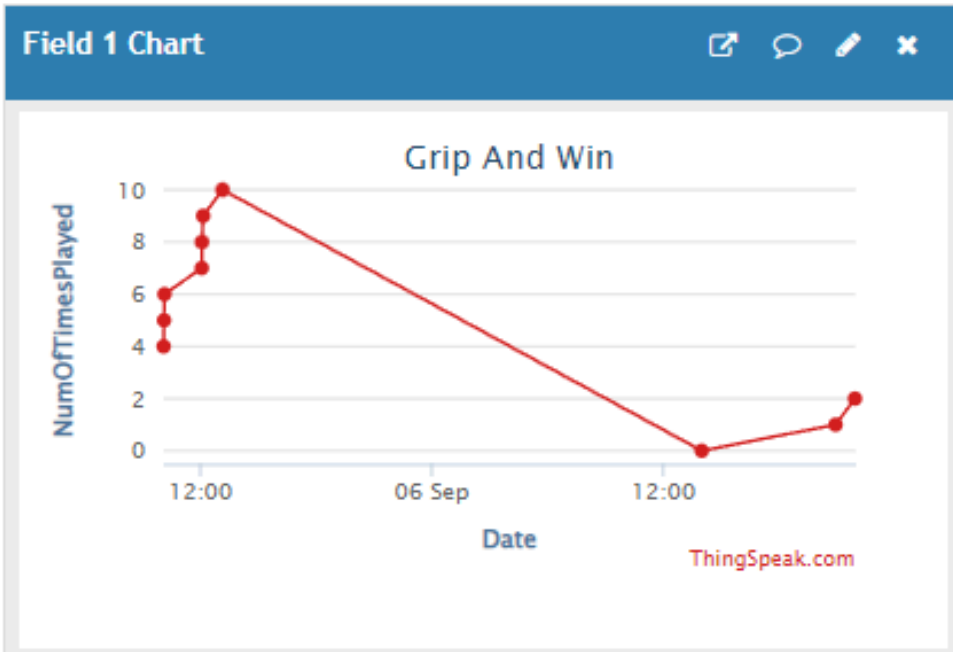 Field 1 Chart
Grip And Win
NumOfTimesPlayed
10
8
6
4
2
0
12:00 06 Sep 12:00
Date
ThingSpeak.com